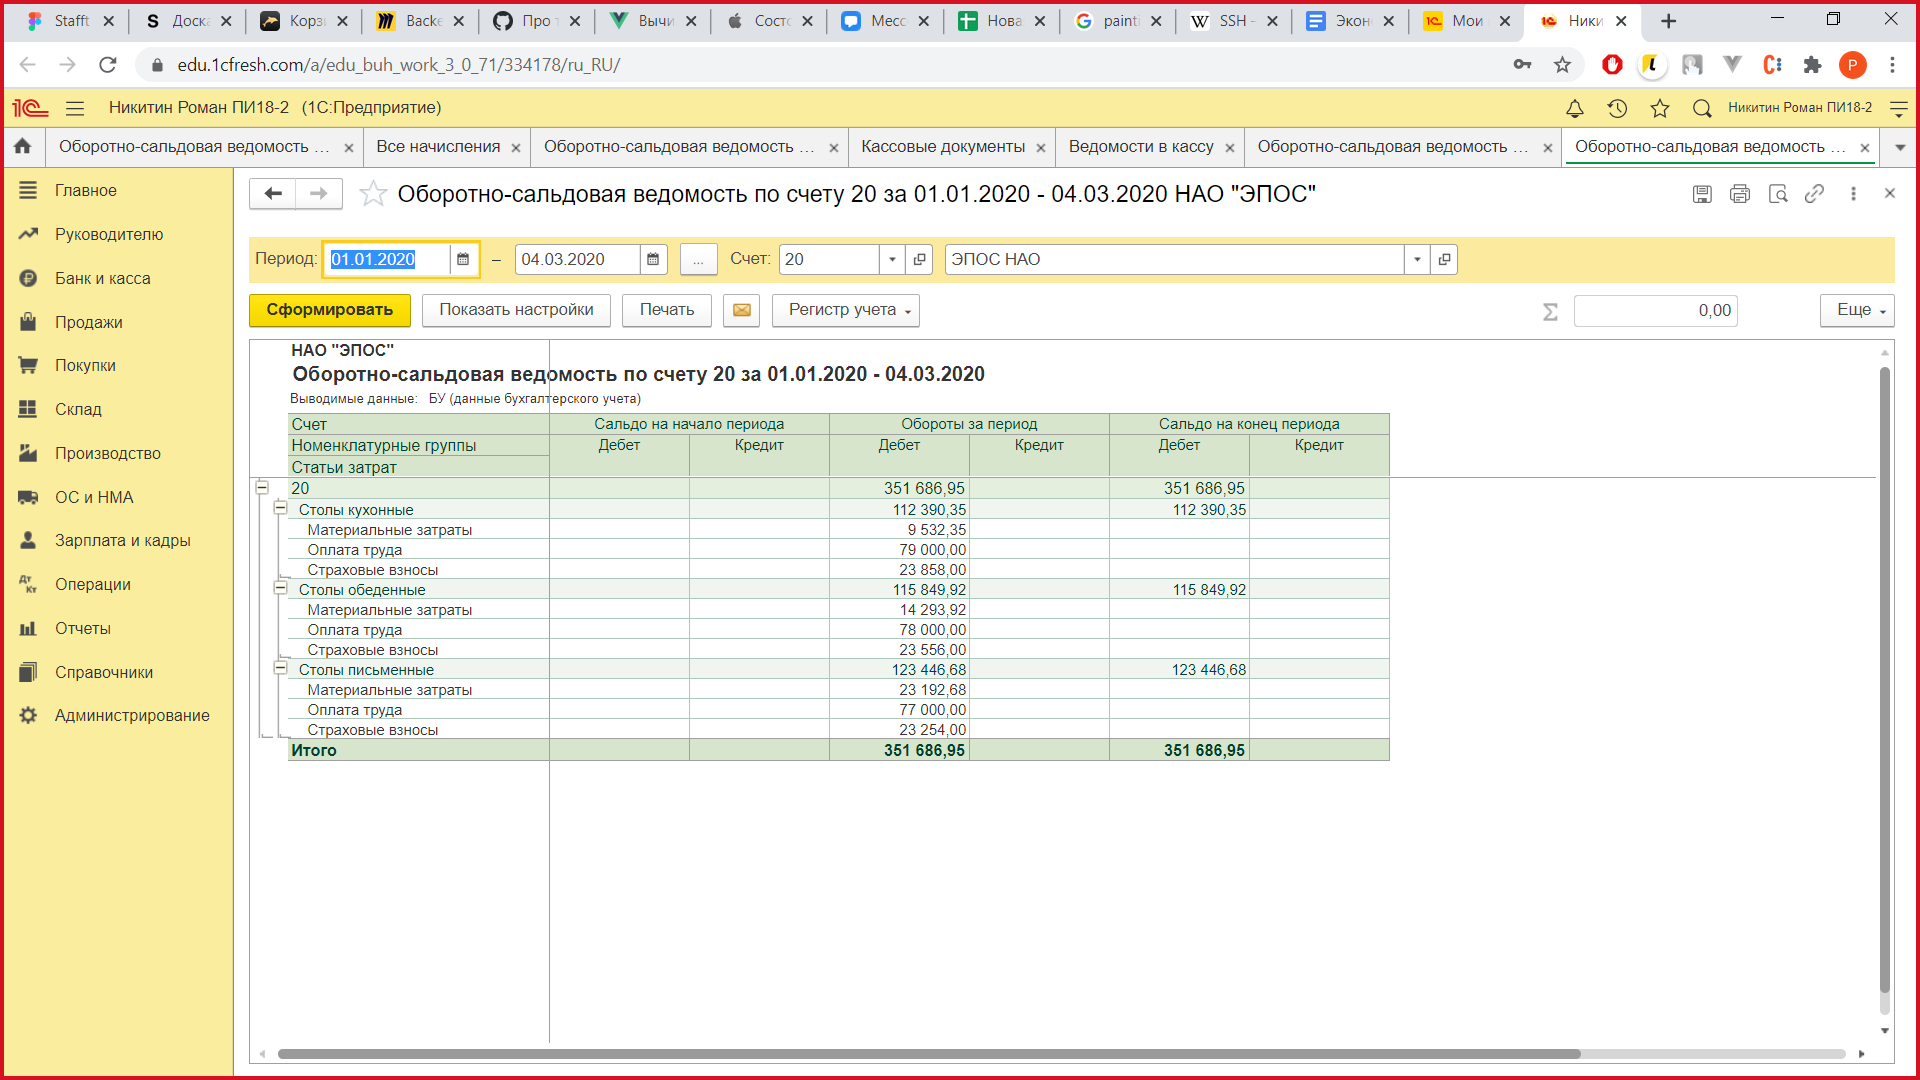 Stafft Доска Корзи Backe Про т Вычи Состо Месс Нова painti SSH - Экон Мои Ники
edu.1cfresh.com/a/edu_buh_work_3_0_71/334178/ru_RU/
Никитин Роман ПИ18-2 (1С:Предприятие) Никитин Роман ПИ18-2
Оборотно-сальдовая ведомость ... Все начисления Оборотно-сальдовая ведомость ... Кассовые документы Ведомости в кассу Оборотно-сальдовая ведомость ... Оборотно-сальдовая ведомость ...
Главное
Руководителю
Банк и касса
Продажи
Покупки
Склад
Производство
ОС и НМА
Зарплата и кадры
Операции
Отчеты
Справочники
Администрирование
Оборотно-сальдовая ведомость по счету 20 за 01.01.2020 - 04.03.2020 НАО "ЭПОС"
Период: 01.01.2020 – 04.03.2020 ... Счет: 20 ЭПОС НАО
Сформировать Показать настройки Печать Регистр учета Σ 0,00 Еще
НАО "ЭПОС"
Оборотно-сальдовая ведомость по счету 20 за 01.01.2020 - 04.03.2020
Выводимые данные: БУ (данные бухгалтерского учета)
Счет Сальдо на начало периода Обороты за период Сальдо на конец периода
Номенклатурные группы Дебет Кредит Дебет Кредит Дебет Кредит
Статьи затрат
20 351 686,95 351 686,95
Столы кухонные 112 390,35 112 390,35
Материальные затраты 9 532,35
Оплата труда 79 000,00
Страховые взносы 23 858,00
Столы обеденные 115 849,92 115 849,92
Материальные затраты 14 293,92
Оплата труда 78 000,00
Страховые взносы 23 556,00
Столы письменные 123 446,68 123 446,68
Материальные затраты 23 192,68
Оплата труда 77 000,00
Страховые взносы 23 254,00
Итого 351 686,95 351 686,95